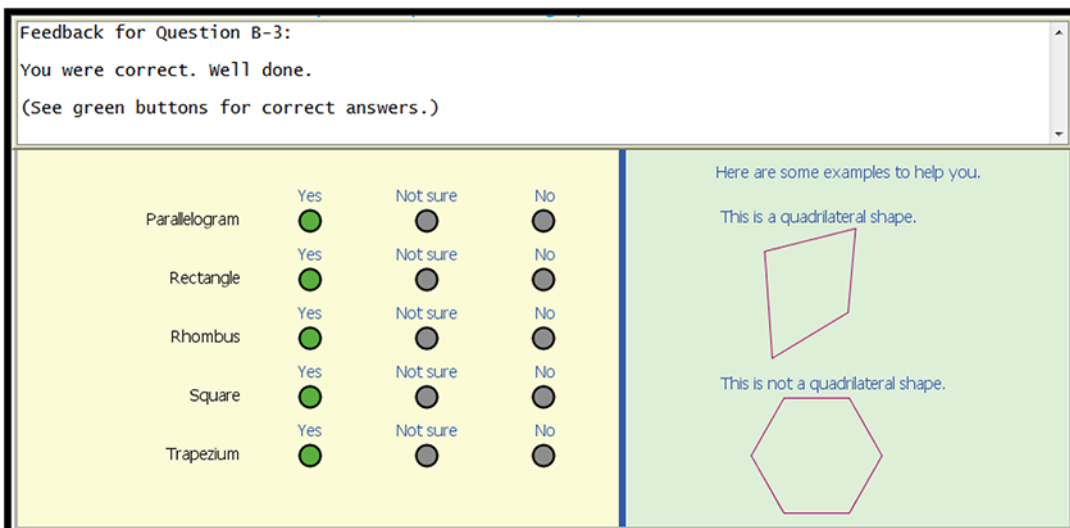 Feedback for Question B-3:
You were correct. Well done.
(See green buttons for correct answers.)
Yes Not sure No
Parallelogram
Yes Not sure No
Rectangle
Yes Not sure No
Rhombus
Yes Not sure No
Square
Yes Not sure No
Trapezium
Here are some examples to help you.
This is a quadrilateral shape.
This is not a quadrilateral shape.